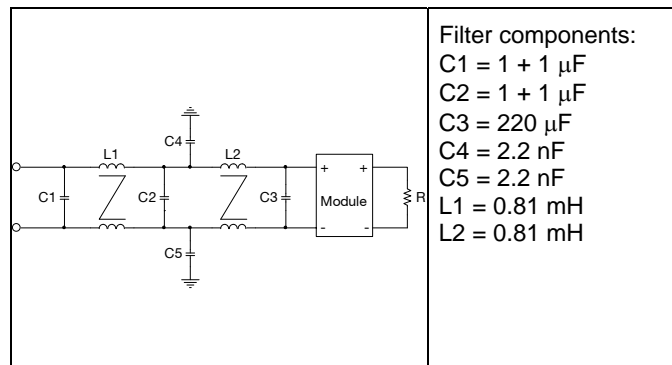 Filter components:
C1 = 1 + 1 μF
C2 = 1 + 1 μF
C3 = 220 μF
C4 = 2.2 nF
C5 = 2.2 nF
L1 = 0.81 mH
L2 = 0.81 mH
C4
L1
L2
C1
C2
C3
+ +
Module
- -
R
C5